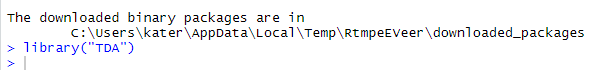 The downloaded binary packages are in
        C:\Users\kater\AppData\Local\Temp\RtmpeEVeer\downloaded_packages
> library("TDA")
>